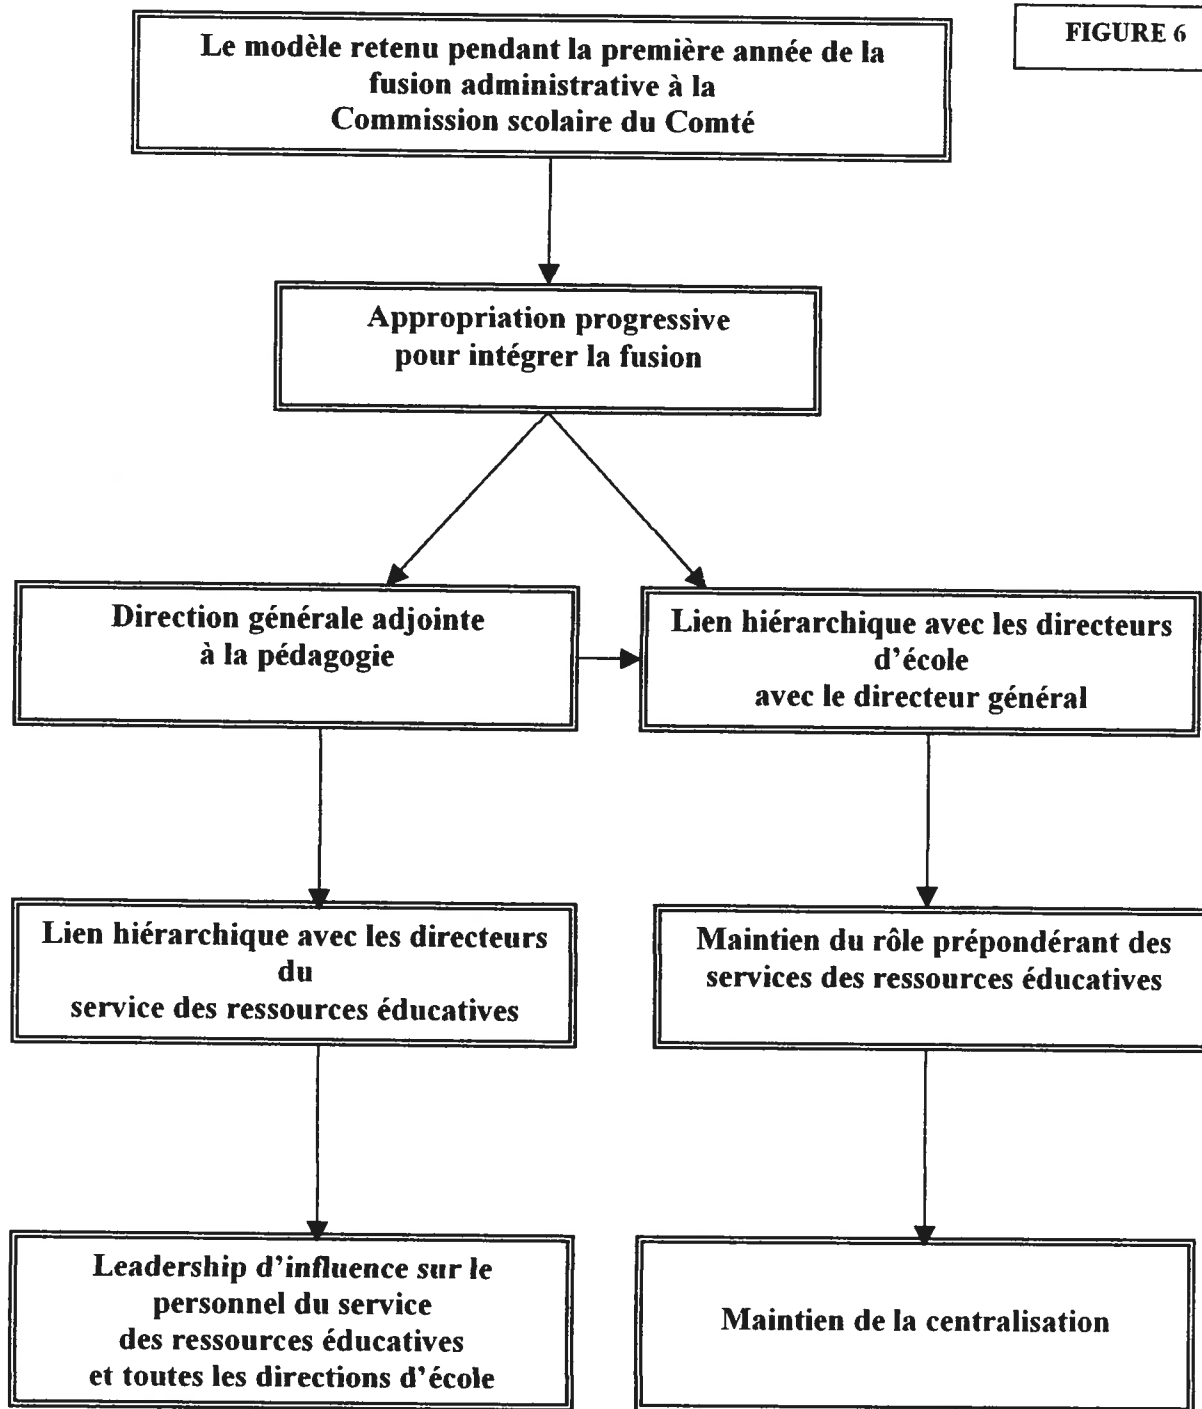 FIGURE 6
Le modèle retenu pendant la première année de la
fusion administrative à la
Commission scolaire du Comté
Appropriation progressive
pour intégrer la fusion
Direction générale adjointe
à la pédagogie
Lien hiérarchique avec les directeurs
d'école
avec le directeur général
Lien hiérarchique avec les directeurs
du
service des ressources éducatives
Maintien du rôle prépondérant des
services des ressources éducatives
Leadership d'influence sur le
personnel du service
des ressources éducatives
et toutes les directions d'école
Maintien de la centralisation